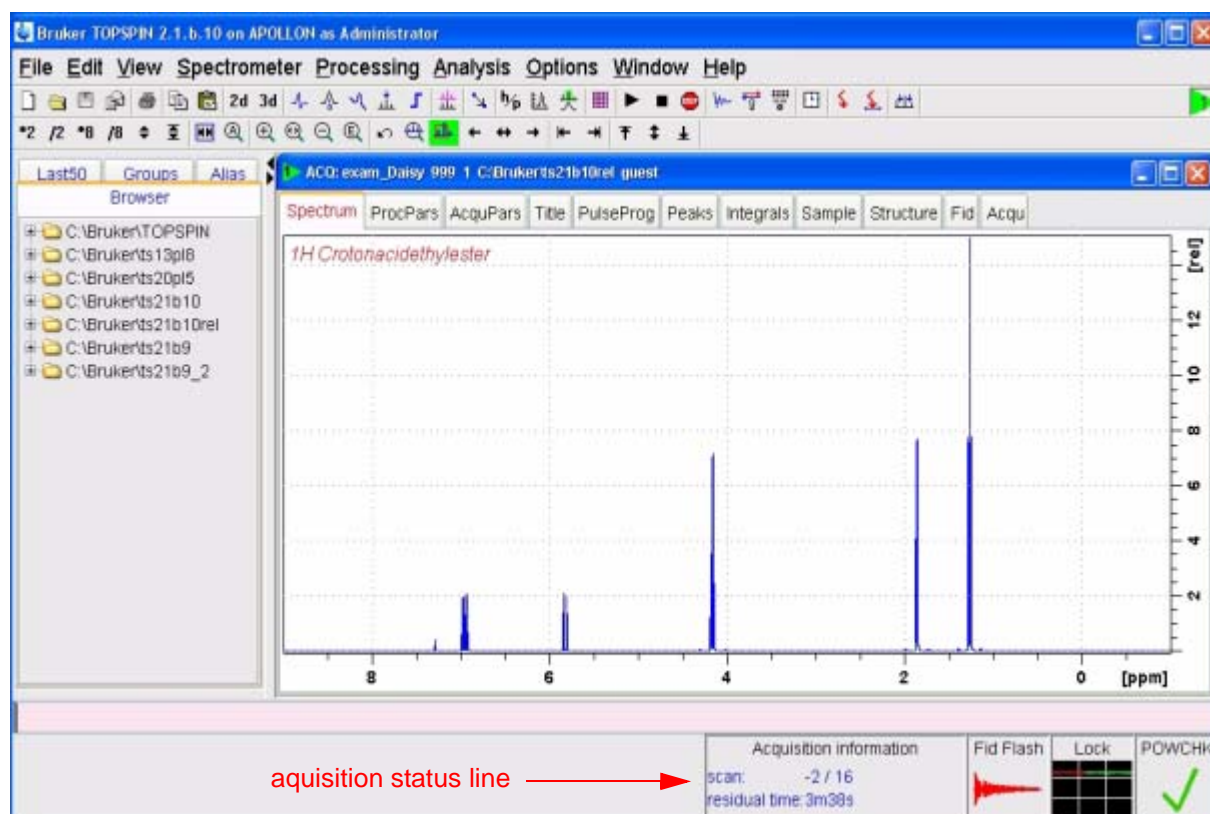 Bruker TOPSPIN 2.1.b.10 on APOLLON as Administrator
File Edit View Spectrometer Processing Analysis Options Window Help
2d 3d
*2 /2 *8 /8
Last50 Groups Alias
Browser
C:\Bruker\TOPSPIN
C:\Bruker\ts13pl8
C:\Bruker\ts20pl5
C:\Bruker\ts21b10
C:\Bruker\ts21b10rel
C:\Bruker\ts21b9
C:\Bruker\ts21b9_2
ACQ: exam_Daisy 999 1 C:\Bruker\ts21b10rel guest
Spectrum ProcPars AcquPars Title PulseProg Peaks Integrals Sample Structure Fid Acqu
1H Crotonacidethylester
[rel]
12
10
8
6
4
2
8 6 4 2 0 [ppm]
Acquisition information Fid Flash Lock POWCHK
aquisition status line
scan: -2 / 16
residual time: 3m38s